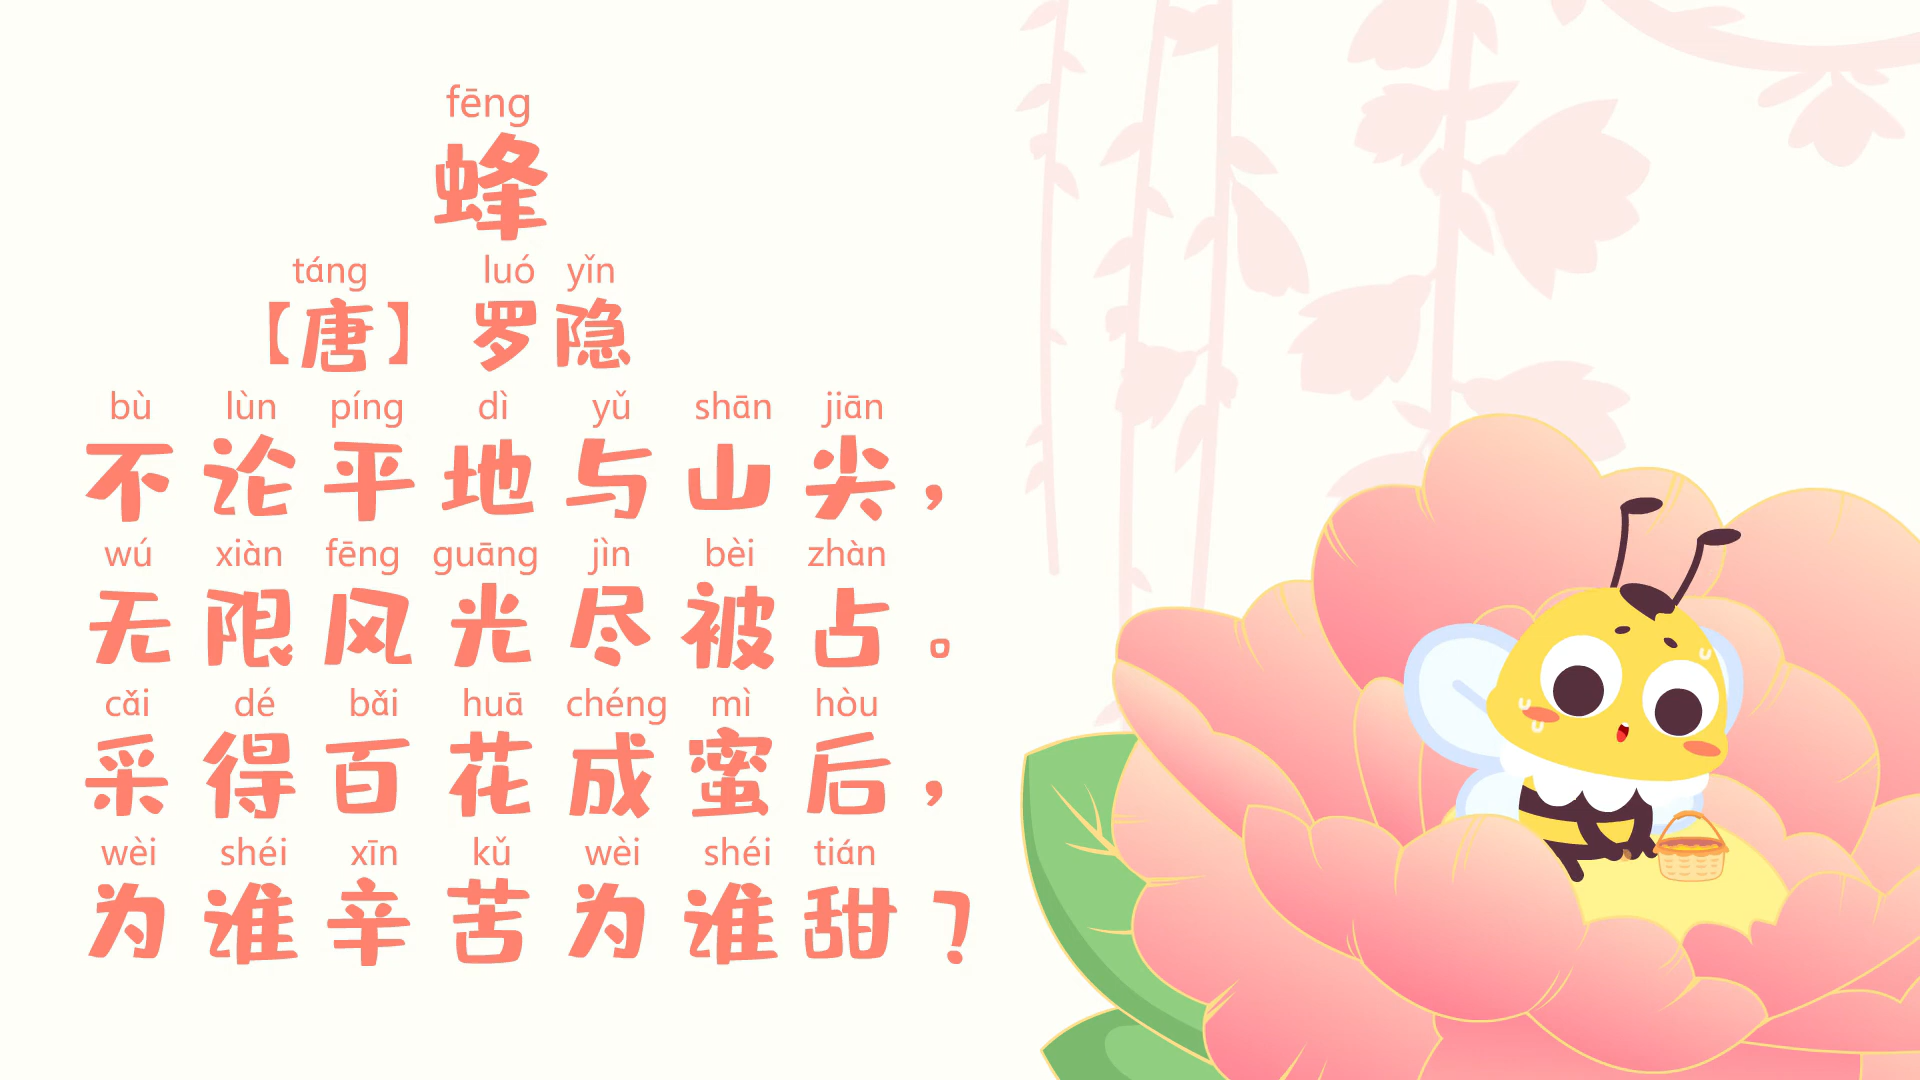 fēng
蜂
táng luó yǐn
【唐】 罗隐
bù lùn píng dì yǔ shān jiān
不论平地与山尖，
wú xiàn fēng guāng jìn bèi zhàn
无限风光尽被占。
cǎi dé bǎi huā chéng mì hòu
采得百花成蜜后，
wèi shéi xīn kǔ wèi shéi tián
为谁辛苦为谁甜？